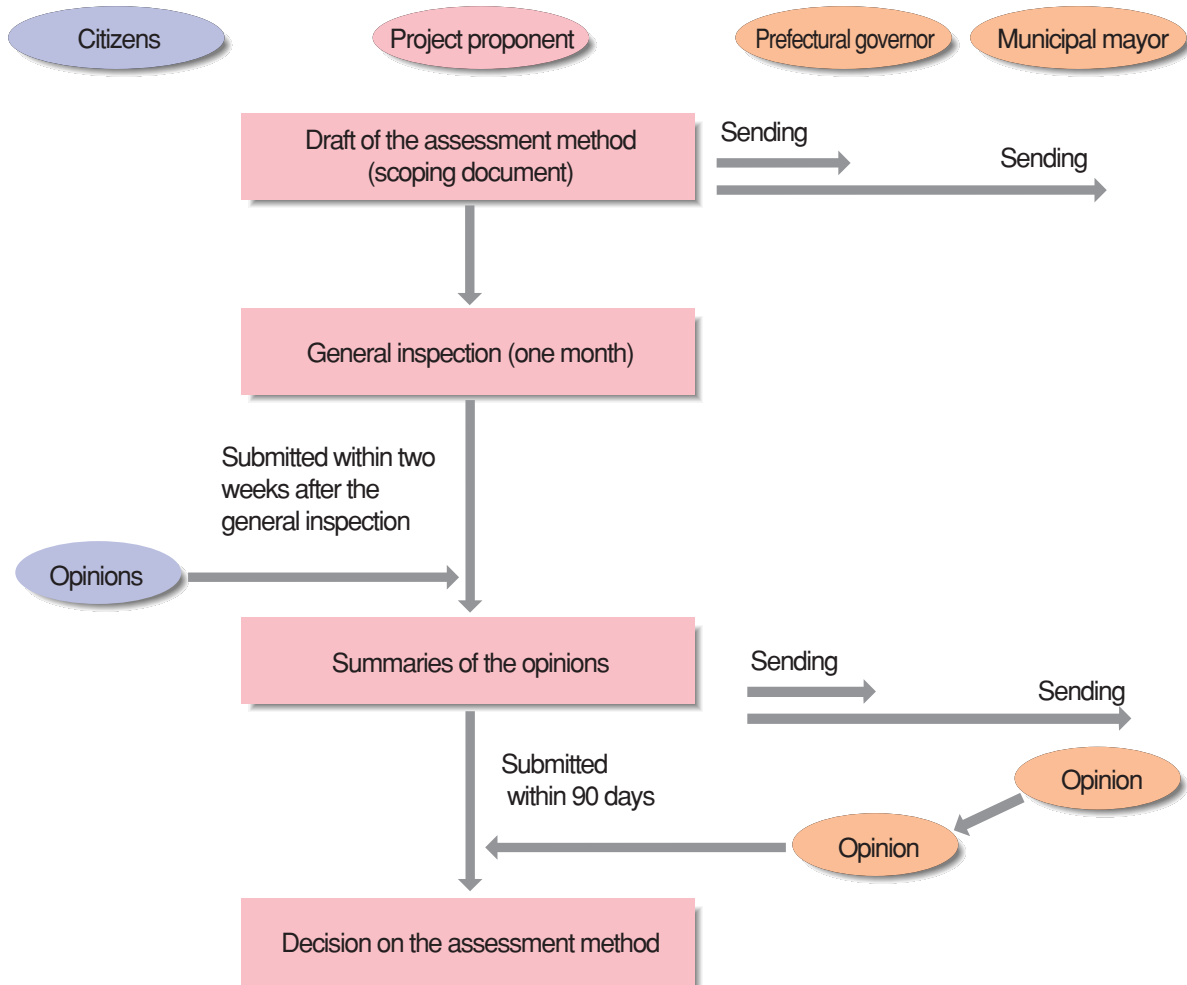 Citizens
Project proponent
Prefectural governor
Municipal mayor
Draft of the assessment method
(scoping document)
Sending
Sending
General inspection (one month)
Submitted within two
weeks after the
general inspection
Opinions
Summaries of the opinions
Sending
Sending
Submitted
within 90 days
Opinion
Opinion
Decision on the assessment method